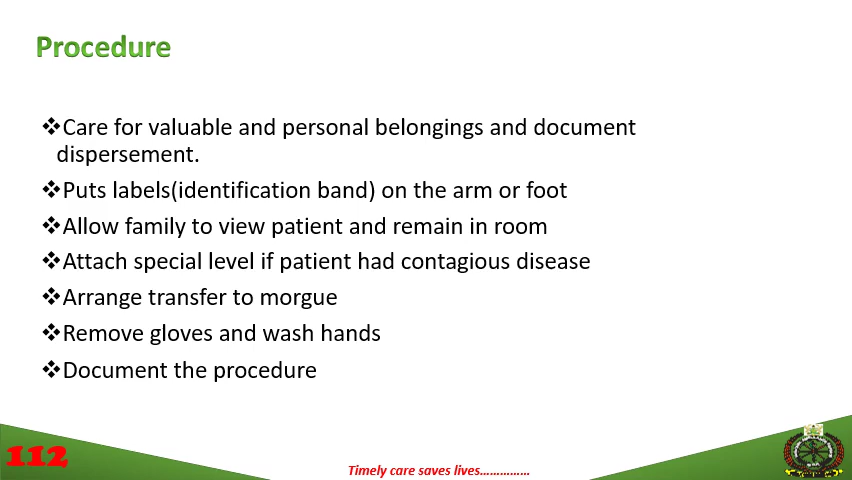 Procedure
❖Care for valuable and personal belongings and document
dispersement.
❖Puts labels(identification band) on the arm or foot
❖Allow family to view patient and remain in room
❖Attach special level if patient had contagious disease
❖Arrange transfer to morgue
❖Remove gloves and wash hands
❖Document the procedure
112
Timely care saves lives……………